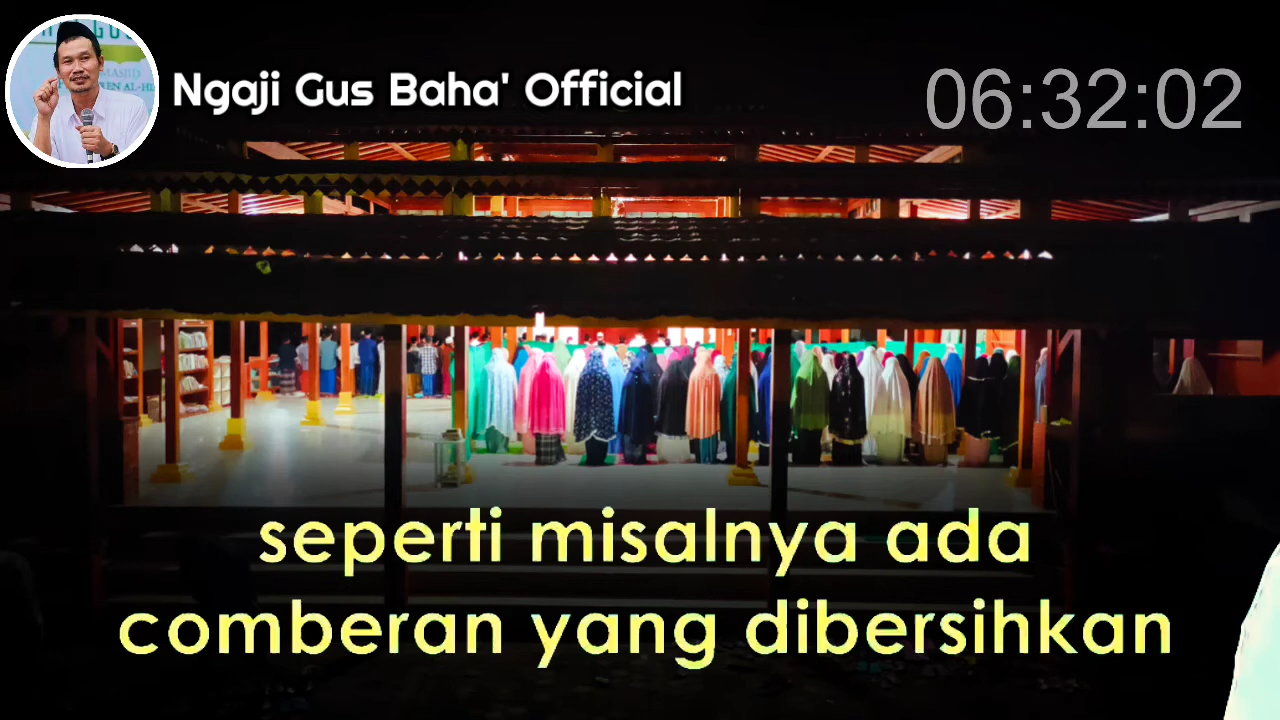 Ngaji Gus Baha' Official
06:32:02
seperti misalnya ada
comberan yang dibersihkan